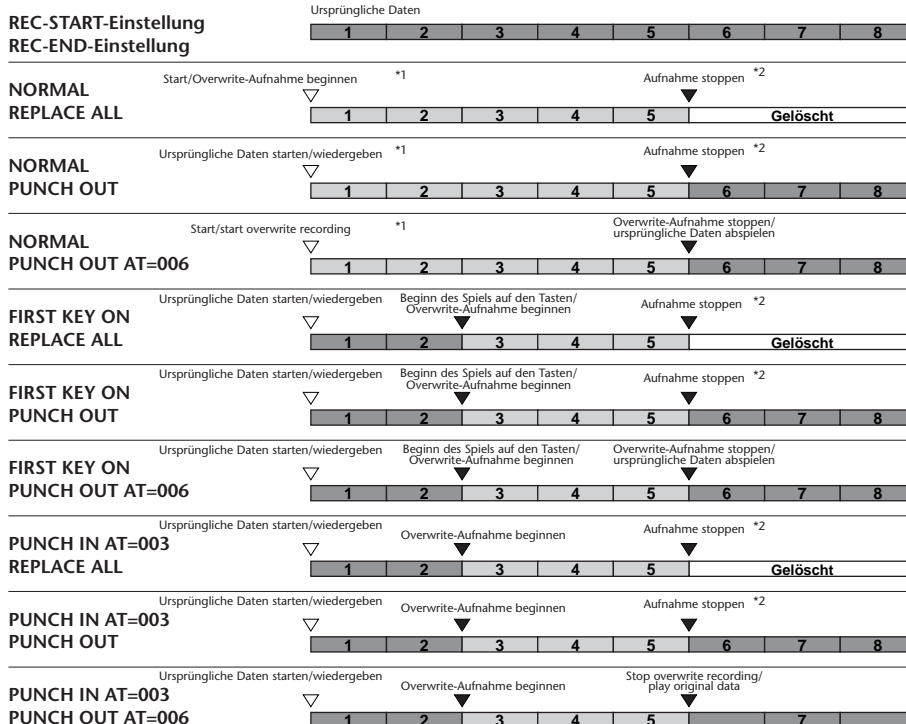 Ursprüngliche Daten
REC-START-Einstellung
REC-END-Einstellung
1 2 3 4 5 6 7 8
Start/Overwrite-Aufnahme beginnen *1 Aufnahme stoppen *2
NORMAL
REPLACE ALL
1 2 3 4 5 Gelöscht
Ursprüngliche Daten starten/wiedergeben *1 Aufnahme stoppen *2
NORMAL
PUNCH OUT
1 2 3 4 5 6 7 8
Start/start overwrite recording *1 Overwrite-Aufnahme stoppen/
ursprüngliche Daten abspielen
NORMAL
PUNCH OUT AT=006
1 2 3 4 5 6 7 8
Ursprüngliche Daten starten/wiedergeben Beginn des Spiels auf den Tasten/
Overwrite-Aufnahme beginnen Aufnahme stoppen *2
FIRST KEY ON
REPLACE ALL
1 2 3 4 5 Gelöscht
Ursprüngliche Daten starten/wiedergeben Beginn des Spiels auf den Tasten/
Overwrite-Aufnahme beginnen Aufnahme stoppen *2
FIRST KEY ON
PUNCH OUT
1 2 3 4 5 6 7 8
Ursprüngliche Daten starten/wiedergeben Beginn des Spiels auf den Tasten/
Overwrite-Aufnahme beginnen Overwrite-Aufnahme stoppen/
ursprüngliche Daten abspielen
FIRST KEY ON
PUNCH OUT AT=006
1 2 3 4 5 6 7 8
Ursprüngliche Daten starten/wiedergeben Overwrite-Aufnahme beginnen Aufnahme stoppen *2
PUNCH IN AT=003
REPLACE ALL
1 2 3 4 5 Gelöscht
Ursprüngliche Daten starten/wiedergeben Overwrite-Aufnahme beginnen Aufnahme stoppen *2
PUNCH IN AT=003
PUNCH OUT
1 2 3 4 5 6 7 8
Ursprüngliche Daten starten/wiedergeben Overwrite-Aufnahme beginnen Stop overwrite recording/
play original data
PUNCH IN AT=003
PUNCH OUT AT=006
1 2 3 4 5 6 7 8